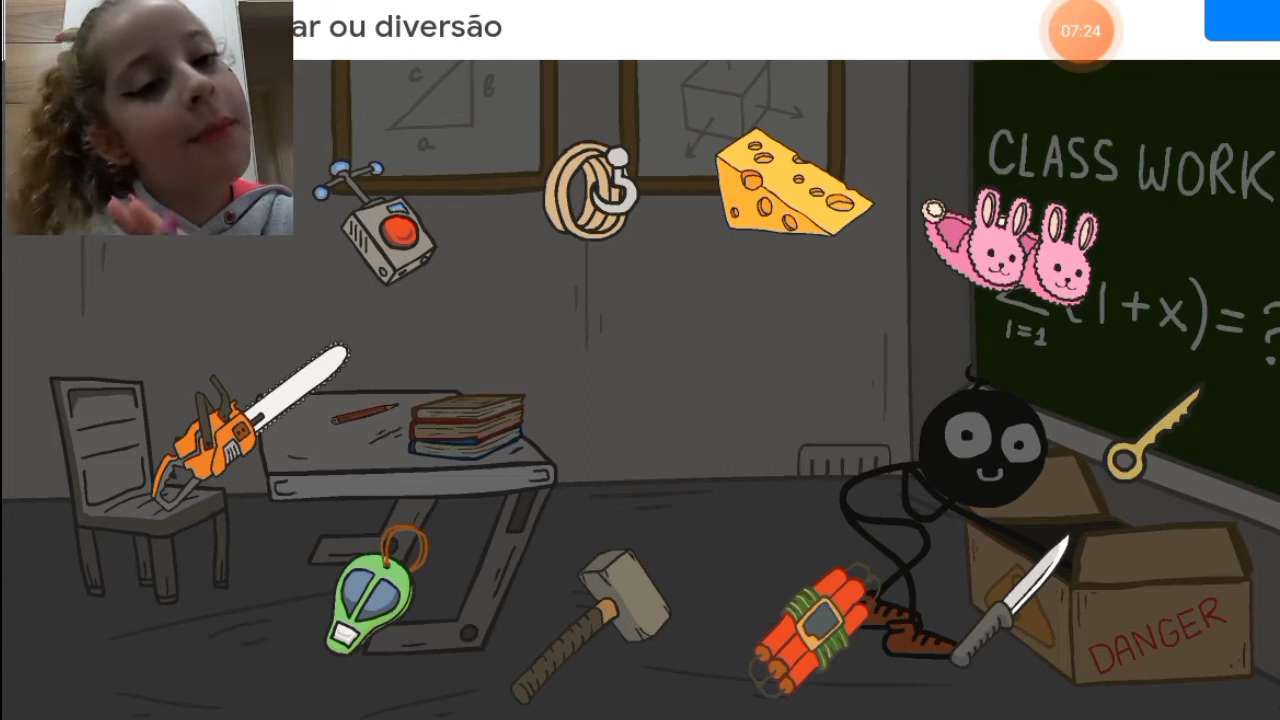 ar ou diversão
07:24
c
b
a
CLASS WORK
(1+x)=?
i=1
DANGER